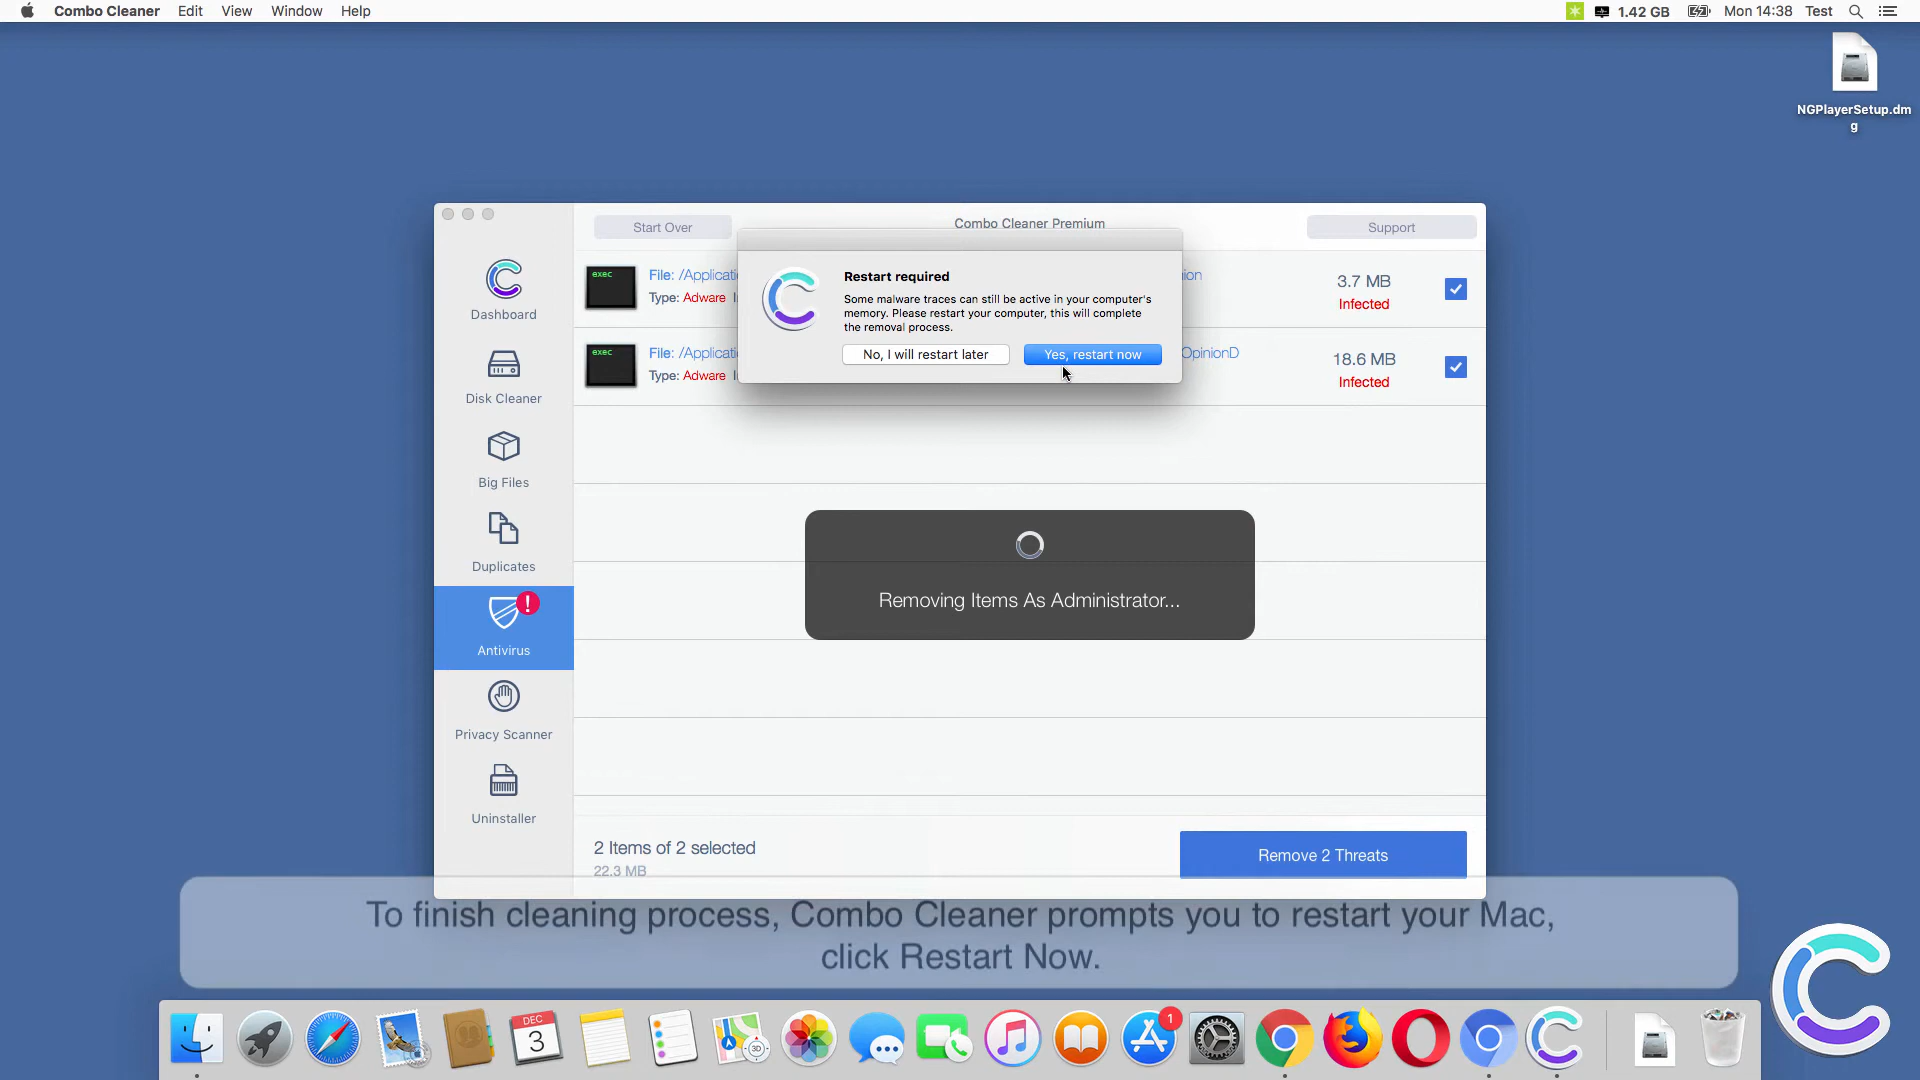 Combo Cleaner Edit View Window Help
1.42 GB Mon 14:38 Test
NGPlayerSetup.dm
g
Start Over
Combo Cleaner Premium
Support
Dashboard
Disk Cleaner
Big Files
Duplicates
!
Antivirus
Privacy Scanner
Uninstaller
exec
File: /Applicati
Type: Adware
3.7 MB
Infected
exec
File: /Applicati
OpinionD
Type: Adware
18.6 MB
Infected
Restart required
Some malware traces can still be active in your computer's
memory. Please restart your computer, this will complete
the removal process.
No, I will restart later
Yes, restart now
Removing Items As Administrator...
2 Items of 2 selected
22.3 MB
Remove 2 Threats
To finish cleaning process, Combo Cleaner prompts you to restart your Mac,
click Restart Now.
DEC
3
3D
1